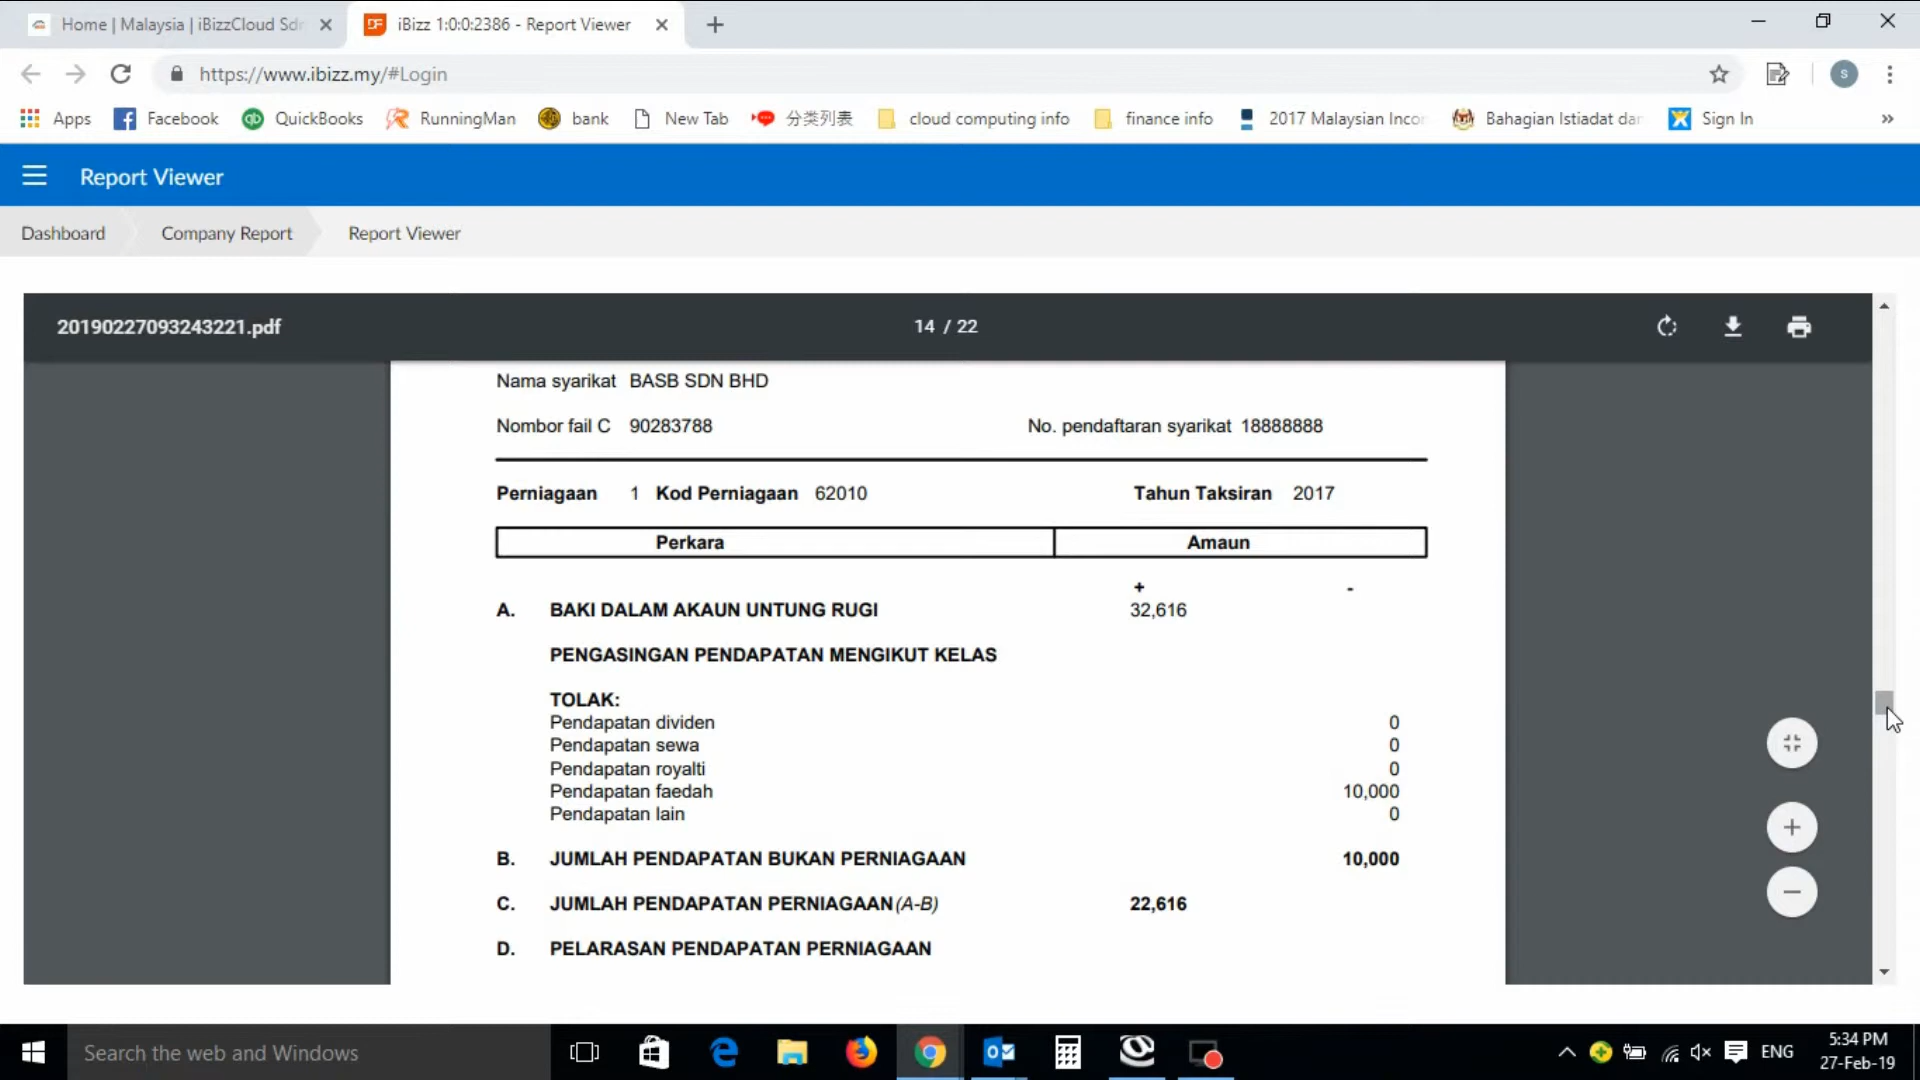 Home | Malaysia | iBizzCloud Sdn
iBizz 1:0:0:2386 - Report Viewer
https://www.ibizz.my/#Login
S
Apps
Facebook
QuickBooks
RunningMan
bank
New Tab
分类列表
cloud computing info
finance info
2017 Malaysian Incor
Bahagian Istiadat dan
Sign In
»
Report Viewer
Dashboard
Company Report
Report Viewer
20190227093243221.pdf
14 / 22
Nama syarikat BASB SDN BHD
Nombor fail C 90283788 No. pendaftaran syarikat 18888888
Perniagaan 1 Kod Perniagaan 62010 Tahun Taksiran 2017
Perkara Amaun
+ -
A. BAKI DALAM AKAUN UNTUNG RUGI 32,616
PENGASINGAN PENDAPATAN MENGIKUT KELAS
TOLAK:
Pendapatan dividen 0
Pendapatan sewa 0
Pendapatan royalti 0
Pendapatan faedah 10,000
Pendapatan lain 0
B. JUMLAH PENDAPATAN BUKAN PERNIAGAAN 10,000
C. JUMLAH PENDAPATAN PERNIAGAAN (A-B) 22,616
D. PELARASAN PENDAPATAN PERNIAGAAN
Search the web and Windows
ENG
5:34 PM
27-Feb-19